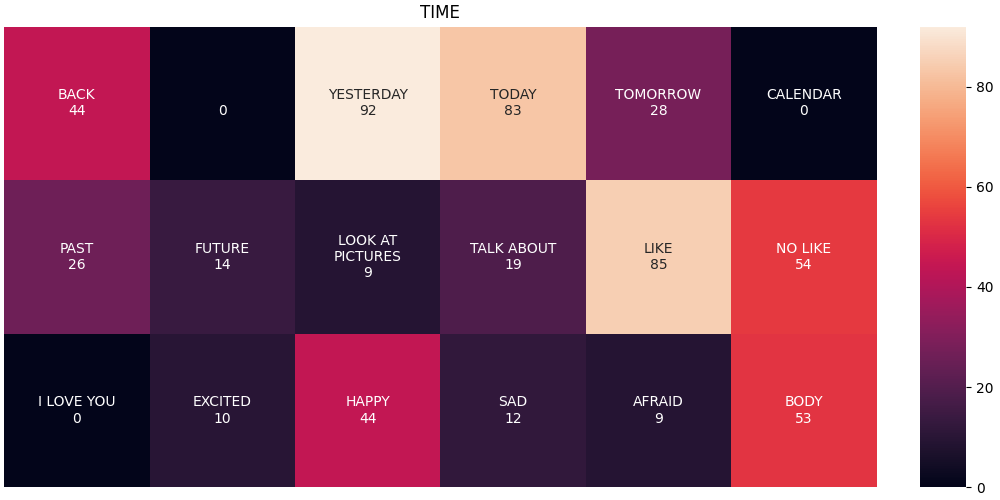 TIME
BACK
44
0
YESTERDAY
92
TODAY
83
TOMORROW
28
CALENDAR
0
PAST
26
FUTURE
14
LOOK AT
PICTURES
9
TALK ABOUT
19
LIKE
85
NO LIKE
54
I LOVE YOU
0
EXCITED
10
HAPPY
44
SAD
12
AFRAID
9
BODY
53
80
60
40
20
0